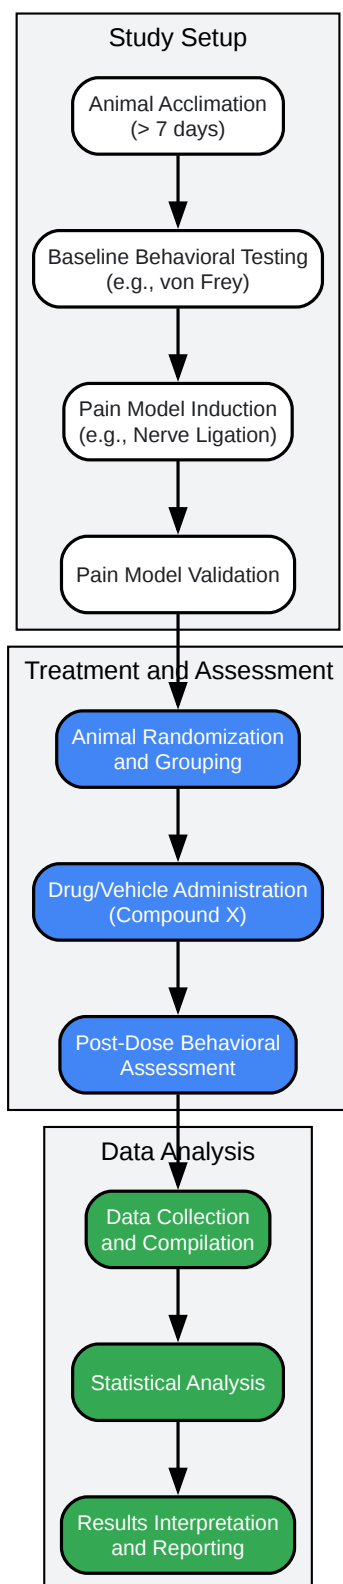 Study Setup
Animal Acclimation
(> 7 days)
Baseline Behavioral Testing
(e.g., von Frey)
Pain Model Induction
(e.g., Nerve Ligation)
Pain Model Validation
Treatment and Assessment
Animal Randomization
and Grouping
Drug/Vehicle Administration
(Compound X)
Post-Dose Behavioral
Assessment
Data Analysis
Data Collection
and Compilation
Statistical Analysis
Results Interpretation
and Reporting